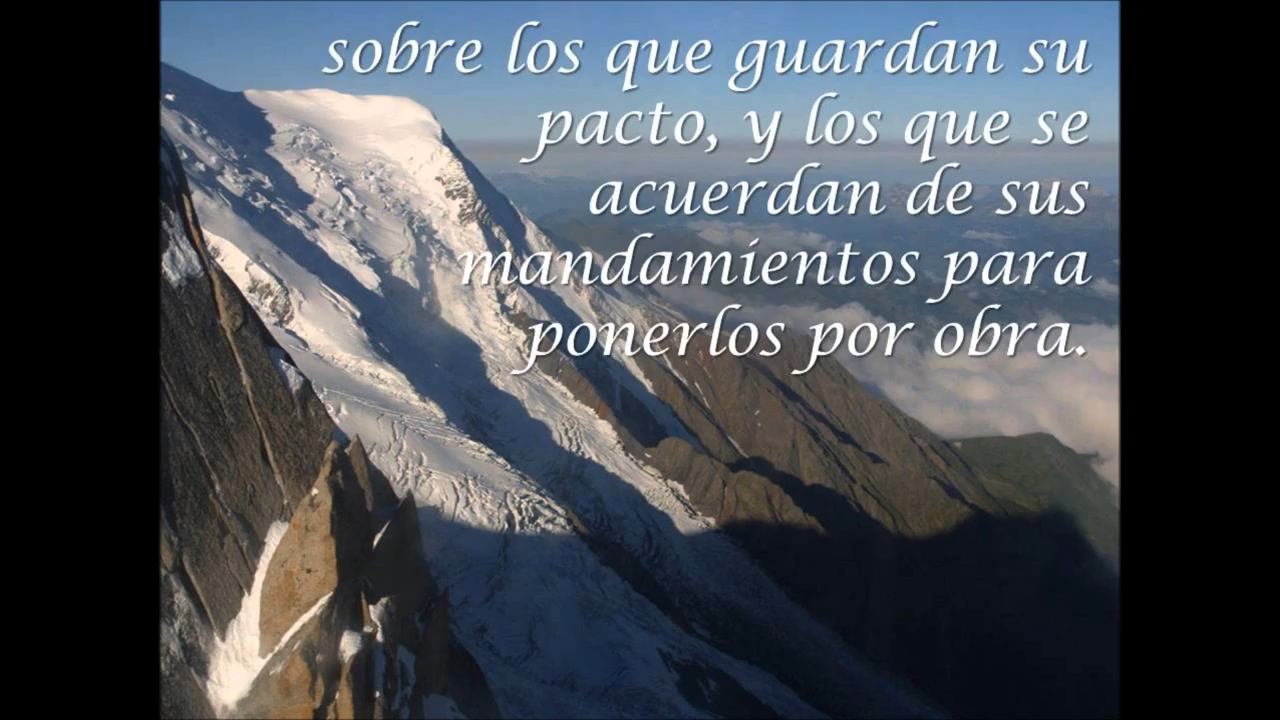 sobre los que guardan su
pacto, y los que se
acuerdan de sus
mandamientos para
ponerlos por obra.